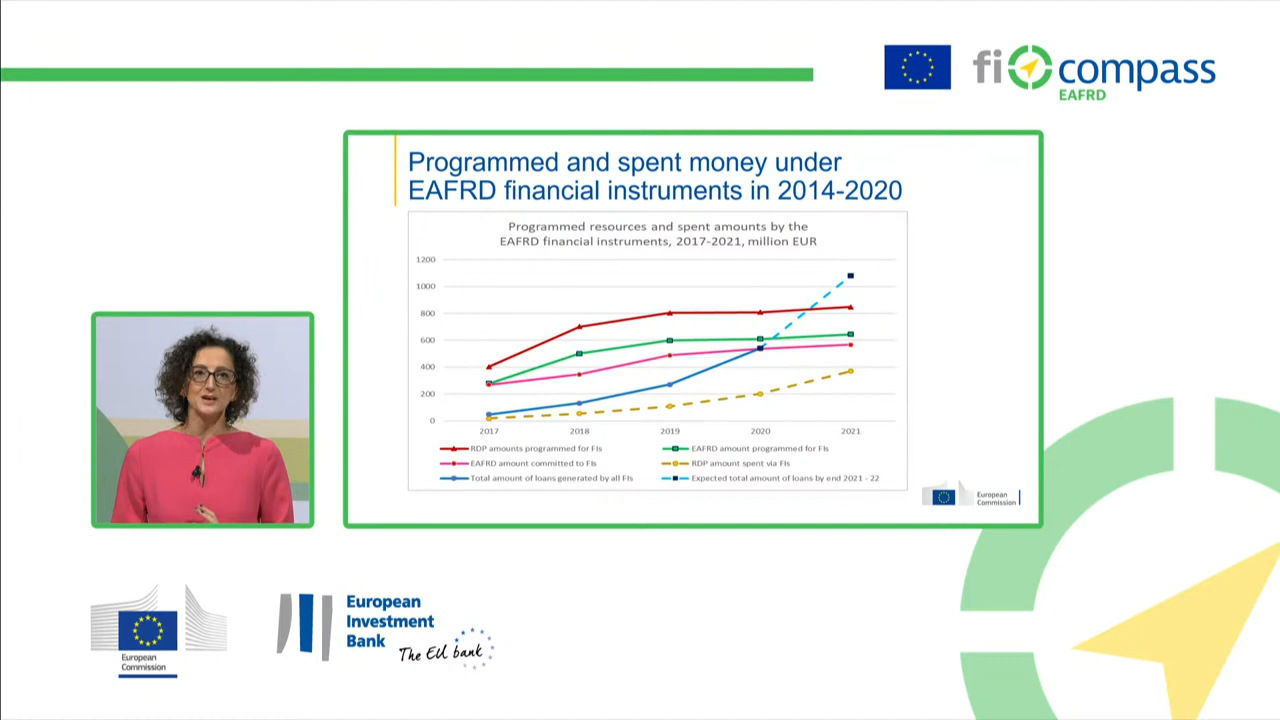 fi compass
EAFRD
Programmed and spent money under
EAFRD financial instruments in 2014-2020
Programmed resources and spent amounts by the
EAFRD financial instruments, 2017-2021, million EUR
1200
1000
800
600
400
200
0
2017 2018 2019 2020 2021
RDP amounts programmed for FIs EAFRD amount programmed for FIs
EAFRD amount committed to FIs RDP amount spent via FIs
Total amount of loans generated by all FIs Expected total amount of loans by end 2021 - 22
European
Commission
European
Commission
European
Investment
Bank
The EU bank